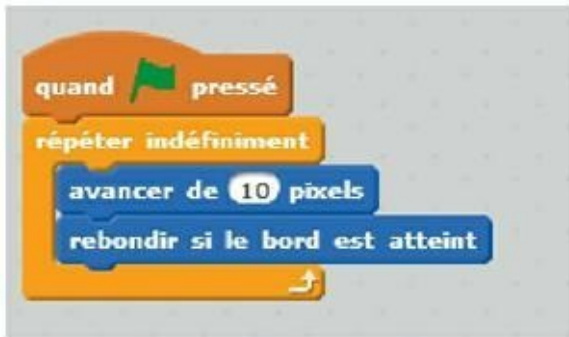 quand pressé
répéter indéfiniment
avancer de 10 pixels
rebondir si le bord est atteint